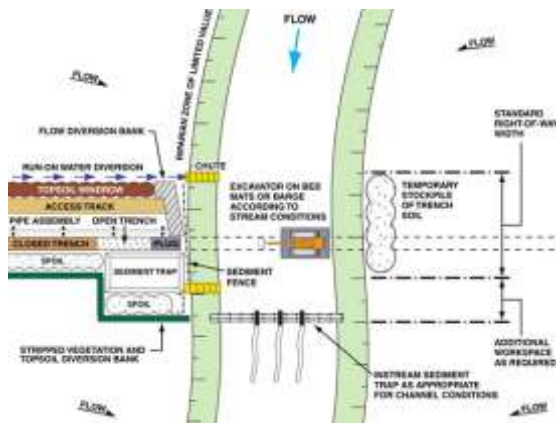 FLOW
FLOW
FLOW
RIPARIAN ZONE OF LIMITED VALUE
STANDARD
RIGHT-OF-WAY
WIDTH
FLOW DIVERSION BANK
RUN-ON WATER DIVERSION
CHUTE
TOPSOIL WINDROW
ACCESS TRACK
PIPE ASSEMBLY
OPEN TRENCH
CLOSED TRENCH
PLUG
SPOIL
SEDIMENT TRAP
SPOIL
EXCAVATOR ON BED
MATS OR BARGE
ACCORDING TO
STREAM CONDITIONS
TEMPORARY
STOCKPILE
OF TRENCH
SOIL
SEDIMENT
FENCE
STRIPPED VEGETATION AND
TOPSOIL DIVERSION BANK
INSTREAM SEDIMENT
TRAP AS APPROPRIATE
FOR CHANNEL CONDITIONS
ADDITIONAL
WORKSPACE
AS REQUIRED
FLOW
FLOW